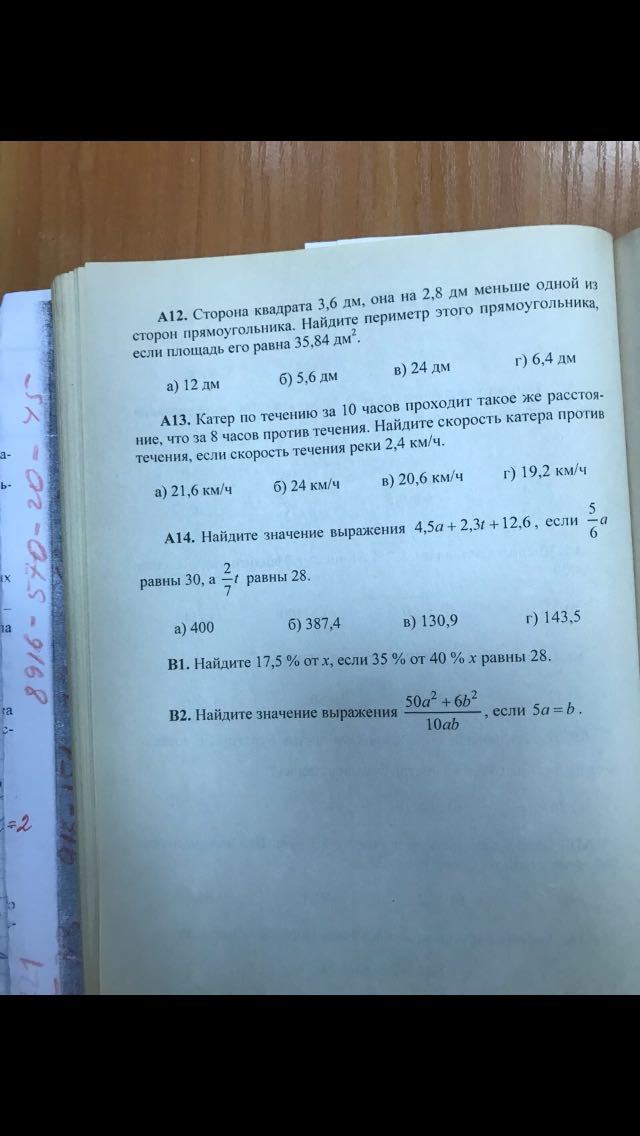 А12. Сторона квадрата 3,6 дм, она на 2,8 дм меньше одной из
сторон прямоугольника. Найдите периметр этого прямоугольника,
если площадь его равна 35,84 дм².
а) 12 дм б) 5,6 дм в) 24 дм г) 6,4 дм
А13. Катер по течению за 10 часов проходит такое же расстоя-
ние, что за 8 часов против течения. Найдите скорость катера против
течения, если скорость течения реки 2,4 км/ч.
а) 21,6 км/ч б) 24 км/ч в) 20,6 км/ч г) 19,2 км/ч
А14. Найдите значение выражения 4,5a + 2,3t + 12,6, если 5/6 a
равны 30, а 2/7 t равны 28.
а) 400 б) 387,4 в) 130,9 г) 143,5
В1. Найдите 17,5 % от x, если 35 % от 40 % x равны 28.
В2. Найдите значение выражения (50a² + 6b²)/(10ab), если 5a = b.
8916-570-20-45
=2